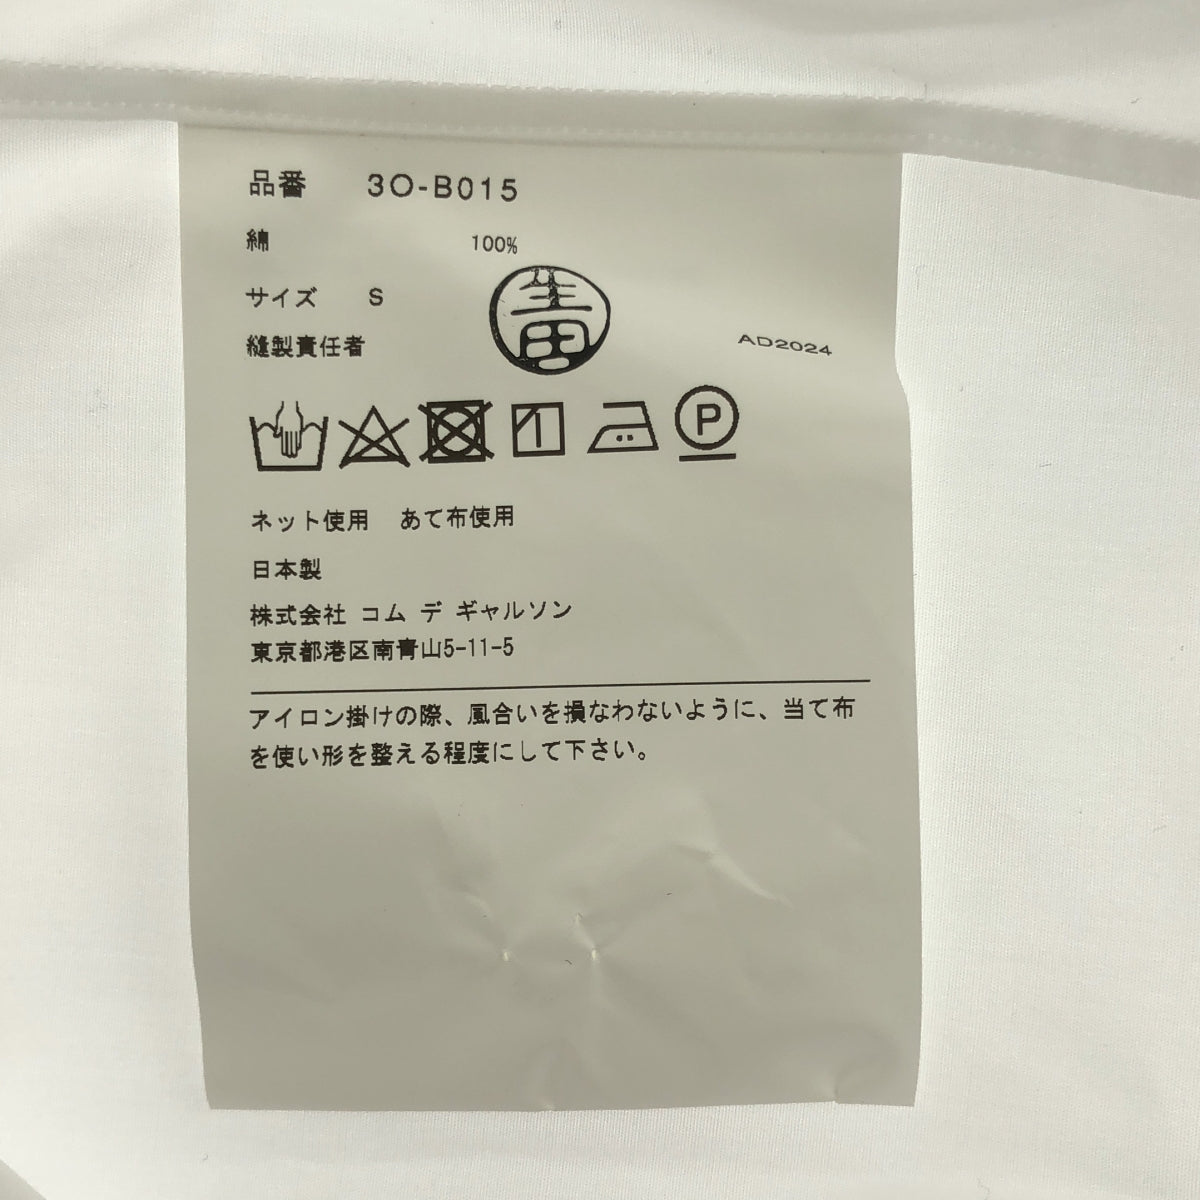 品番 3O-B015
綿 100%
サイズ S
生田
縫製責任者
AD2024
P
ネット使用 あて布使用
日本製
株式会社 コム デ ギャルソン
東京都港区南青山5-11-5
アイロン掛けの際、風合いを損なわないように、当て布
を使い形を整える程度にして下さい。